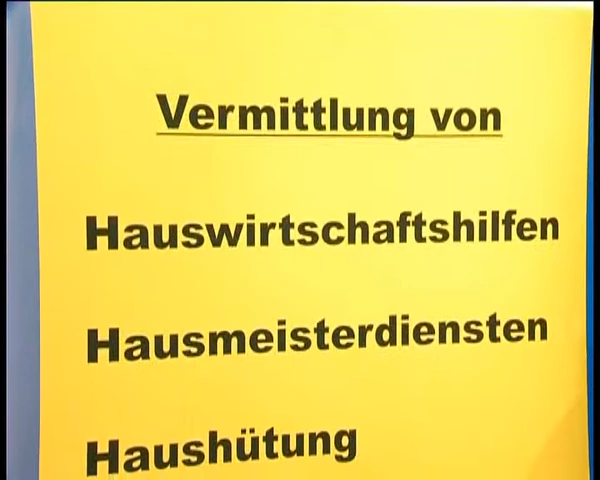 Vermittlung von
Hauswirtschaftshilfen
Hausmeisterdiensten
Haushütung